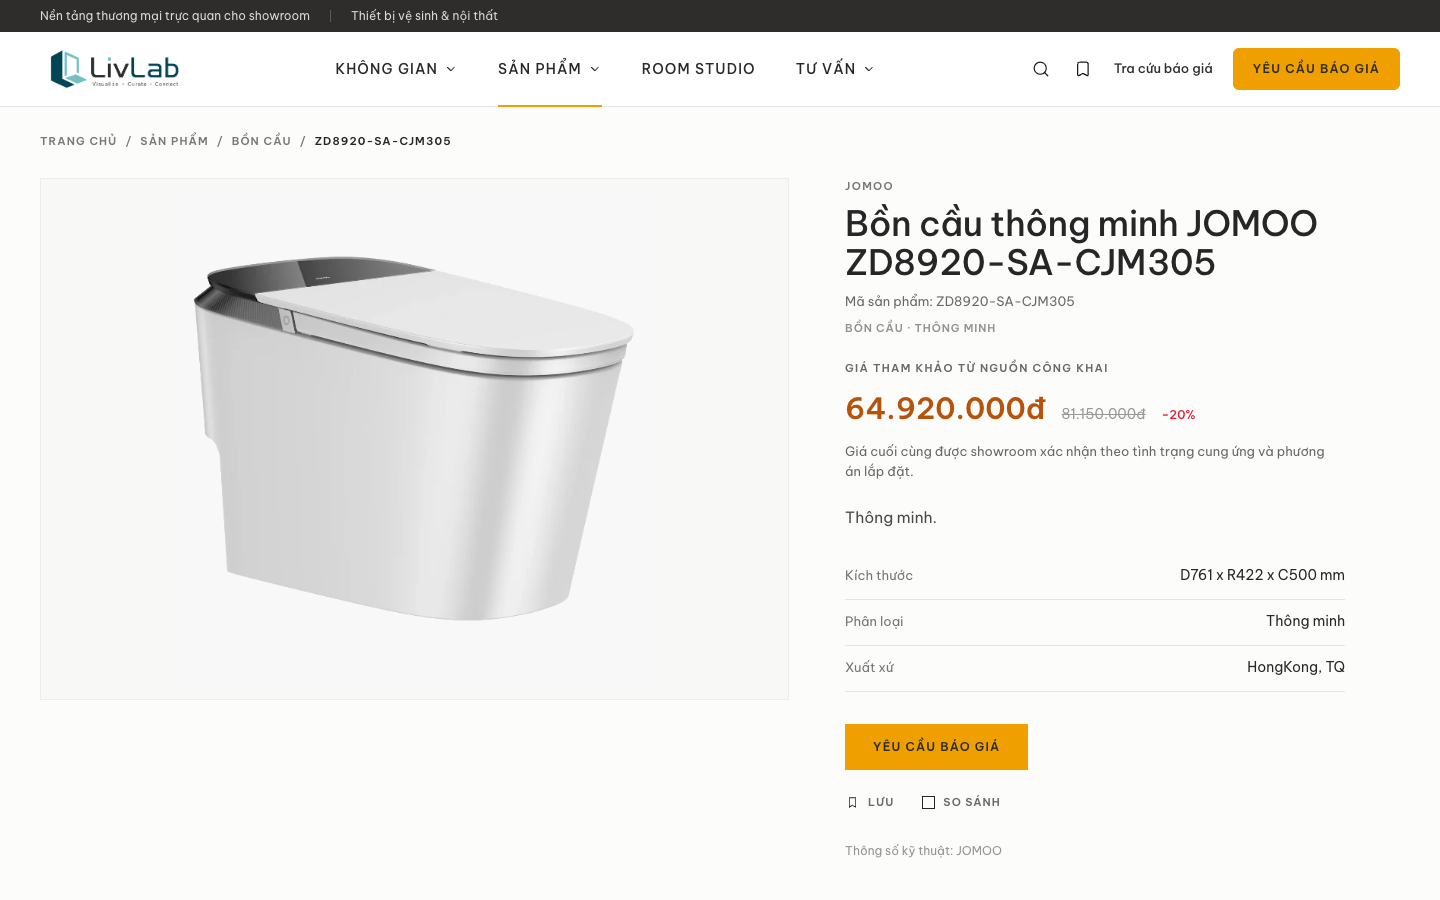 Nền tảng thương mại trực quan cho showroom | Thiết bị vệ sinh & nội thất
LivLab
Visualize • Curate • Connect
KHÔNG GIAN SẢN PHẨM ROOM STUDIO TƯ VẤN Tra cứu báo giá YÊU CẦU BÁO GIÁ
TRANG CHỦ / SẢN PHẨM / BỒN CẦU / ZD8920-SA-CJM305
JOMOO
Bồn cầu thông minh JOMOO
ZD8920-SA-CJM305
Mã sản phẩm: ZD8920-SA-CJM305
BỒN CẦU · THÔNG MINH
GIÁ THAM KHẢO TỪ NGUỒN CÔNG KHAI
64.920.000đ 81.150.000đ -20%
Giá cuối cùng được showroom xác nhận theo tình trạng cung ứng và phương
án lắp đặt.
Thông minh.
Kích thước D761 x R422 x C500 mm
Phân loại Thông minh
Xuất xứ HongKong, TQ
YÊU CẦU BÁO GIÁ
LƯU SO SÁNH
Thông số kỹ thuật: JOMOO